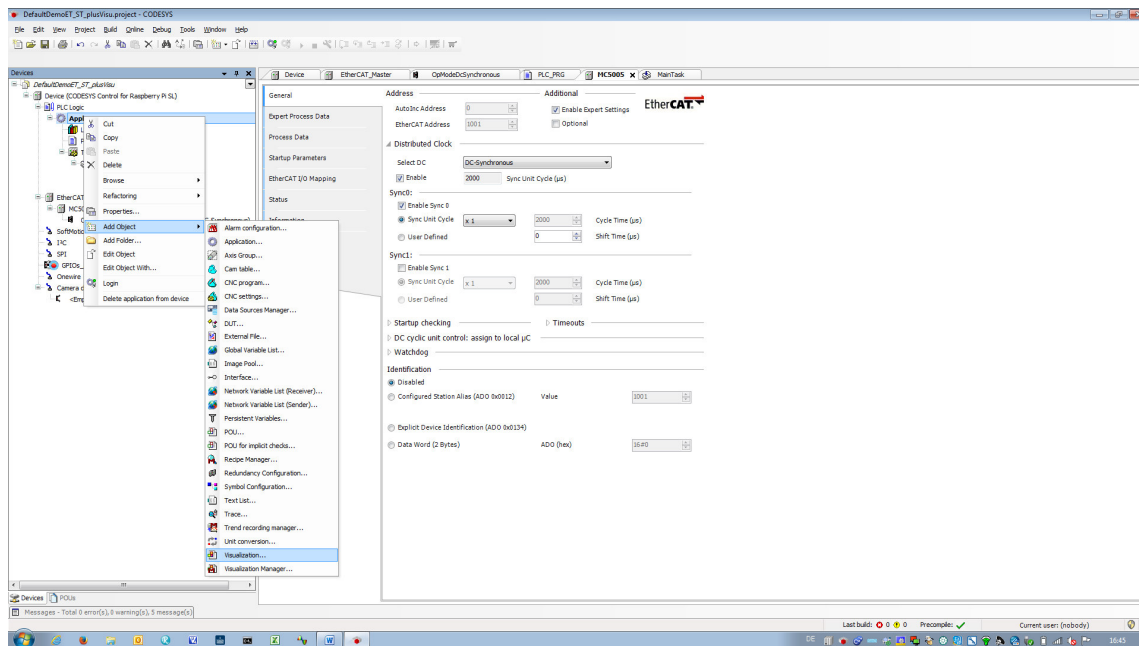 DefaultDemoET_ST_plusVisu.project - CODESYS
File Edit View Project Build Online Debug Tools Window Help
Devices
Device EtherCAT_Master OpModeDcSynchronous PLC_PRG MC5005 MainTask
DefaultDemoET_ST_plusVisu
Device (CODESYS Control for Raspberry Pi SL)
PLC Logic
Appl
EtherCAT
MC50
SoftMotio
I²C
SPI
GPIOs_
Onewire
Camera d
<Emp
Cut
Copy
Paste
Delete
Browse
Refactoring
Properties...
Add Object
Add Folder...
Edit Object
Edit Object With...
Login
Delete application from device
Alarm configuration...
Application...
Axis Group...
Cam table...
CNC program...
CNC settings...
Data Sources Manager...
DUT...
External File...
Global Variable List...
Image Pool...
Interface...
Network Variable List (Receiver)...
Network Variable List (Sender)...
Persistent Variables...
POU...
POU for implicit checks...
Recipe Manager...
Redundancy Configuration...
Symbol Configuration...
Text List...
Trace...
Trend recording manager...
Unit conversion...
Visualization...
Visualization Manager...
General
Expert Process Data
Process Data
Startup Parameters
EtherCAT I/O Mapping
Status
Information
Address Additional
AutoInc Address 0 Enable Expert Settings
EtherCAT Address 1001 Optional
EtherCAT.
Distributed Clock
Select DC DC-Synchronous
Enable 2000 Sync Unit Cycle (µs)
Sync0:
Enable Sync 0
Sync Unit Cycle x 1 2000 Cycle Time (µs)
User Defined 0 Shift Time (µs)
Sync1:
Enable Sync 1
Sync Unit Cycle x 1 2000 Cycle Time (µs)
User Defined 0 Shift Time (µs)
Startup checking Timeouts
DC cyclic unit control: assign to local µC
Watchdog
Identification
Disabled
Configured Station Alias (ADO 0x0012) Value 1001
Explicit Device Identification (ADO 0x0134)
Data Word (2 Bytes) ADO (hex) 16#0
Devices POUs
Messages - Total 0 error(s), 0 warning(s), 5 message(s)
Last build: 0 0 Precompile: Current user: (nobody)
DE 16:45